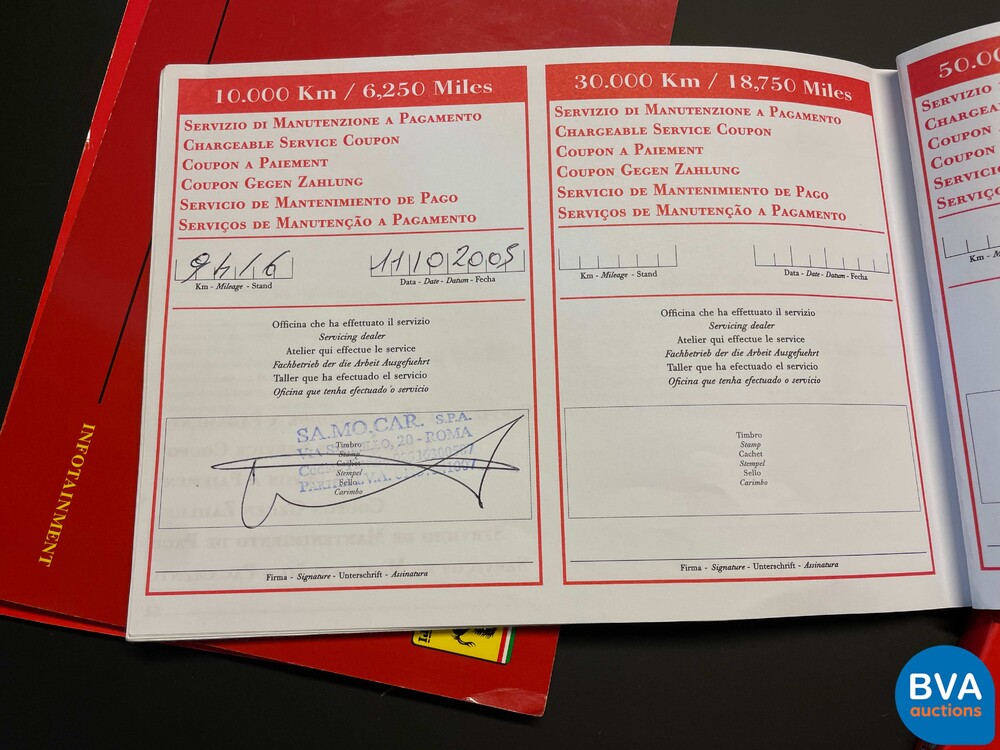 10.000 Km / 6,250 Miles
Servizio di Manutenzione a Pagamento
Chargeable Service Coupon
Coupon a Paiement
Coupon Gegen Zahlung
Servicio de Mantenimiento de Pago
Serviços de Manutenção a Pagamento
11102005
Km - Mileage - Stand
Data - Date - Datum - Fecha
Officina che ha effettuato il servizio
Servicing dealer
Atelier qui effectue le service
Fachbetrieb der die Arbeit Ausgefuehrt
Taller que ha efectuado el servicio
Oficina que tenha efectuado o servicio
SA.MO.CAR. S.P.A.
20 - ROMA
Timbro
Stamp
Cachet
Stempel
Sello
Carimbo
Firma - Signature - Unterschrift - Assinatura
30.000 Km / 18,750 Miles
Servizio di Manutenzione a Pagamento
Chargeable Service Coupon
Coupon a Paiement
Coupon Gegen Zahlung
Servicio de Mantenimiento de Pago
Serviços de Manutenção a Pagamento
Km - Mileage - Stand
Data - Date - Datum - Fecha
Officina che ha effettuato il servizio
Servicing dealer
Atelier qui effectue le service
Fachbetrieb der die Arbeit Ausgefuehrt
Taller que ha efectuado el servicio
Oficina que tenha efectuado o servicio
Timbro
Stamp
Cachet
Stempel
Sello
Carimbo
Firma - Signature - Unterschrift - Assinatura
Servizio
Coupon
Coupon
Servicio
Km
INFOTAINMENT
BVA
auctions